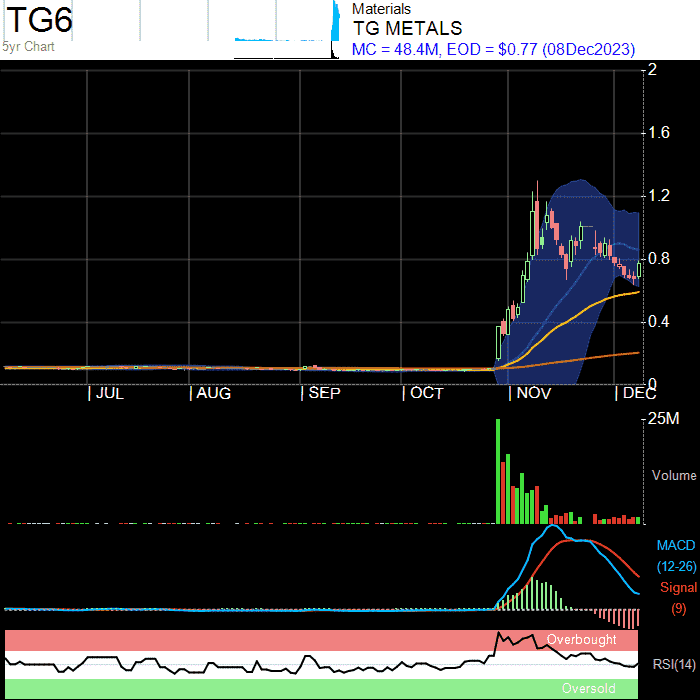 TG6
5yr Chart
Materials
TG METALS
MC = 48.4M, EOD = $0.77 (08Dec2023)
2
1.6
1.2
0.8
0.4
0
JUL AUG SEP OCT NOV DEC
25M
Volume
MACD
(12-26)
Signal
(9)
Overbought
RSI(14)
Oversold